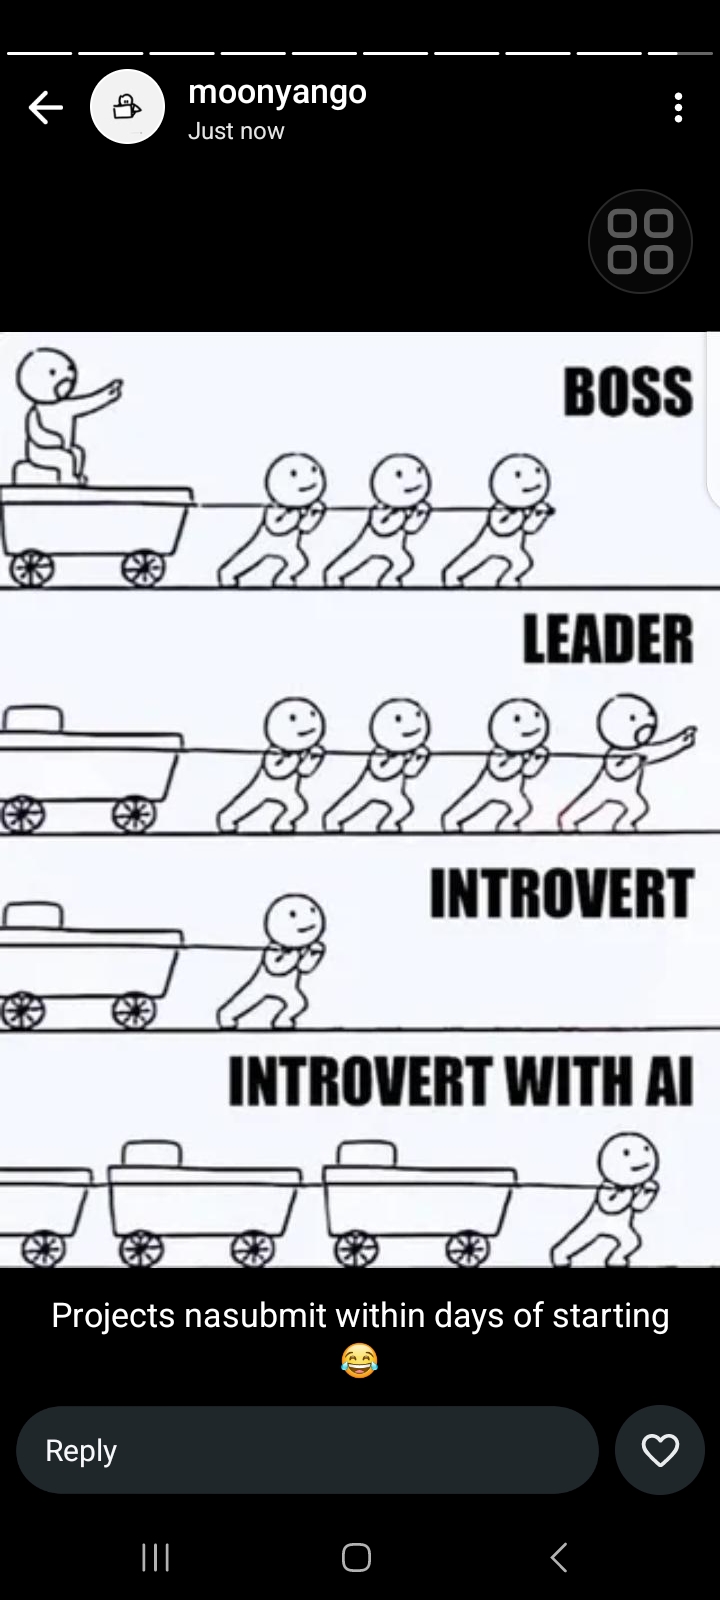 moonyango
Just now
BOSS
LEADER
INTROVERT
INTROVERT WITH AI
Projects nasubmit within days of starting
😂
Reply